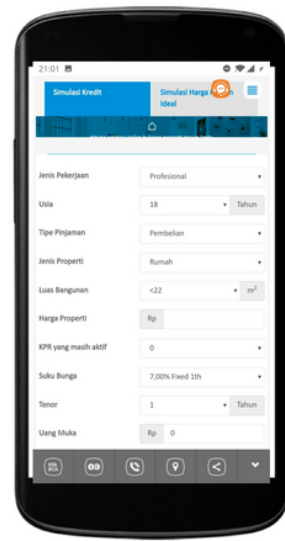 21:01
Simulasi Kredit
Simulasi Harga
Ideal
Jenis Pekerjaan Profesional
Usia 18 Tahun
Tipe Pinjaman Pembelian
Jenis Properti Rumah
Luas Bangunan <22 m²
Harga Properti Rp
KPR yang masih aktif 0
Suku Bunga 7,00% Fixed 1th
Tenor 1 Tahun
Uang Muka Rp 0